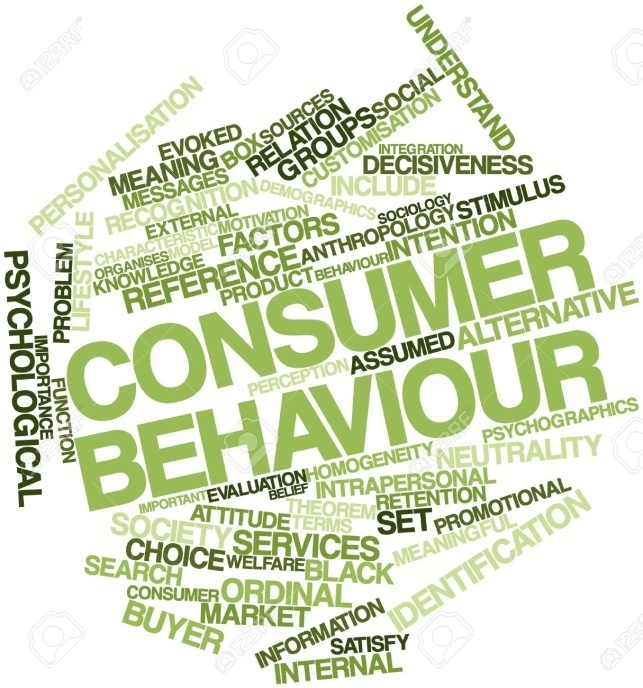 UNDERSTAND
PERSONALISATION
EVOKED
MEANING
MESSAGES
BOX
SOURCES
RELATION
GROUPS
SOCIAL
CUSTOMISATION
INTEGRATION
DECISIVENESS
RECOGNITION
DEMOGRAPHICS
INCLUDE
EXTERNAL
MOTIVATION
CHARACTERISTIC
MODEL
FACTORS
SOCIOLOGY
ANTHROPOLOGY
STIMULUS
ORGANISES
KNOWLEDGE
REFERENCE
PRODUCT
BEHAVIOUR
INTENTION
LIFESTYLE
PROBLEM
PSYCHOLOGICAL
IMPORTANCE
FUNCTION
CONSUMER
PERCEPTION
ASSUMED
ALTERNATIVE
BEHAVIOUR
PSYCHOGRAPHICS
HOMOGENEITY
NEUTRALITY
IMPORTANT
EVALUATION
BELIEF
INTRAPERSONAL
RETENTION
ATTITUDE
THEOREM
TERMS
SET
PROMOTIONAL
SOCIETY
SERVICES
MEANINGFUL
CHOICE
WELFARE
BLACK
IDENTIFICATION
SEARCH
CONSUMER
ORDINAL
MARKET
BUYER
INFORMATION
SATISFY
INTERNAL
123RF